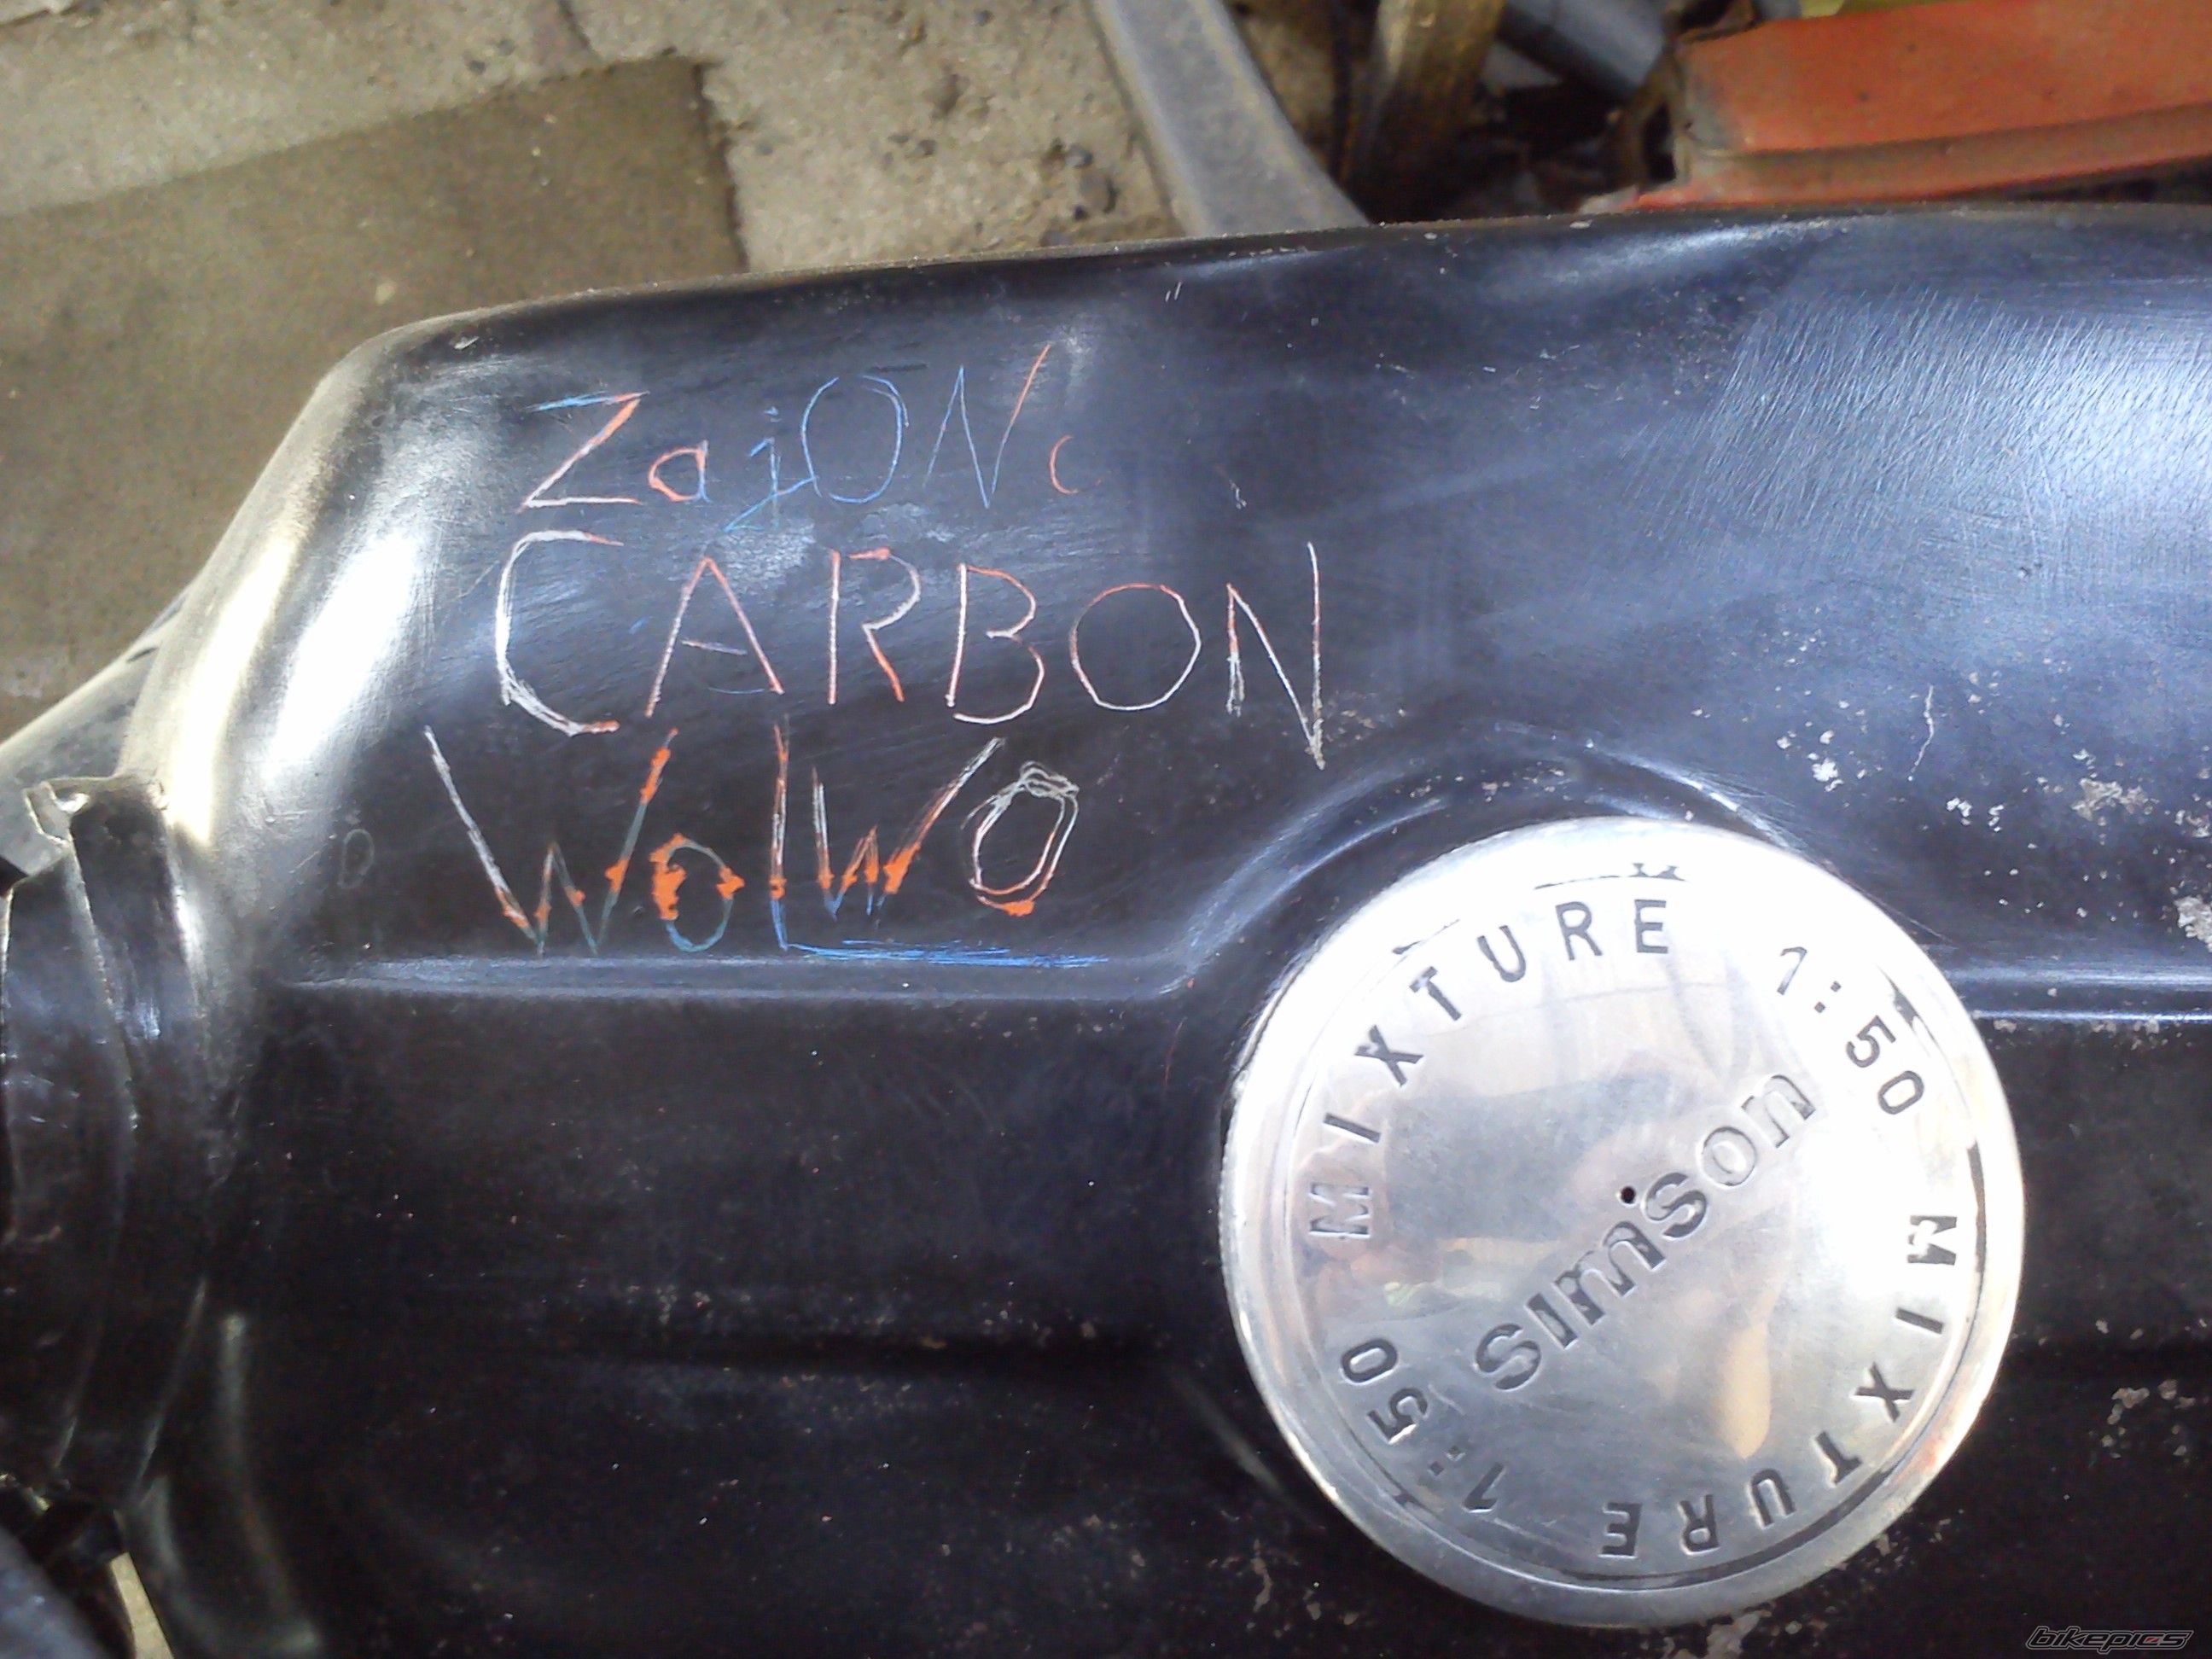 ZajONc
CARBON
WoLWO
MIXTURE 1:50 MIXTURE 1:50
simson
bikepics